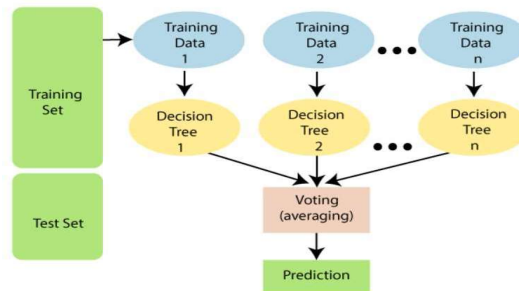 Training
Set
Test Set
Training
Data
1
Training
Data
2
Training
Data
n
Decision
Tree
1
Decision
Tree
2
Decision
Tree
n
Voting
(averaging)
Prediction